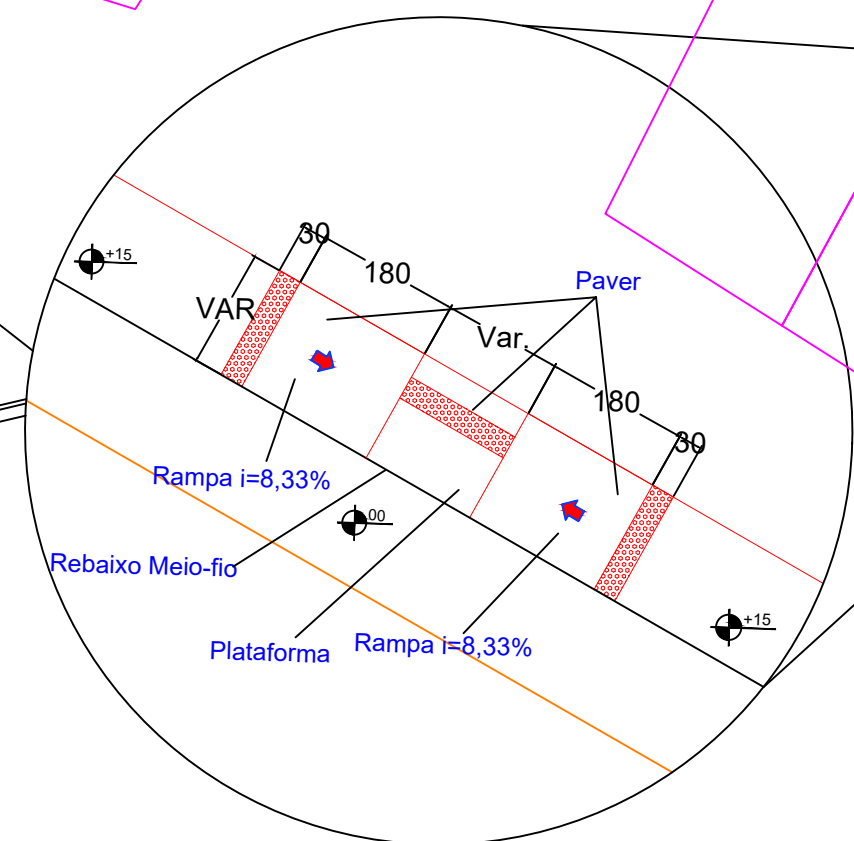 30
+15
180
Paver
VAR
Var.
180
30
Rampa i=8,33%
00
Rebaixo Meio-fio
+15
Plataforma
Rampa i=8,33%